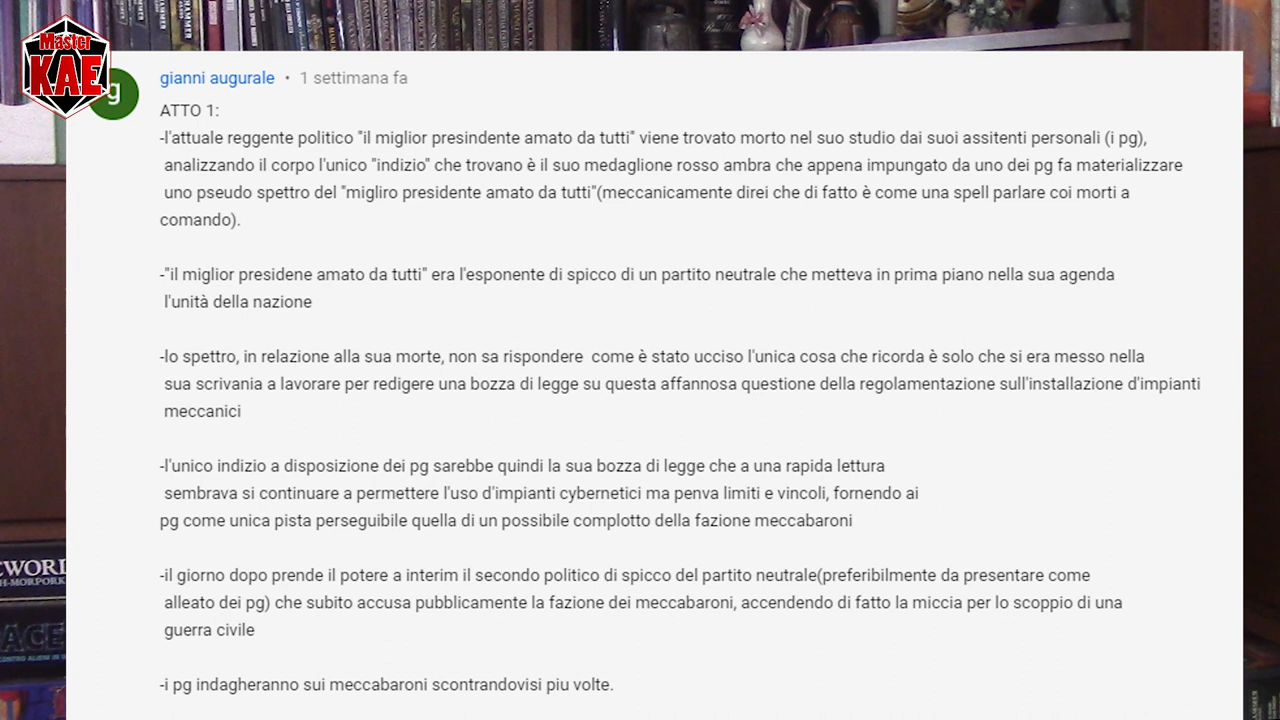 Master
KAE
g
gianni augurale • 1 settimana fa
ATTO 1:
-l'attuale reggente politico "il miglior presindente amato da tutti" viene trovato morto nel suo studio dai suoi assitenti personali (i pg),
analizzando il corpo l'unico "indizio" che trovano è il suo medaglione rosso ambra che appena impungato da uno dei pg fa materializzare
uno pseudo spettro del "migliro presidente amato da tutti"(meccanicamente direi che di fatto è come una spell parlare coi morti a
comando).
-"il miglior presidene amato da tutti" era l'esponente di spicco di un partito neutrale che metteva in prima piano nella sua agenda
l'unità della nazione
-lo spettro, in relazione alla sua morte, non sa rispondere come è stato ucciso l'unica cosa che ricorda è solo che si era messo nella
sua scrivania a lavorare per redigere una bozza di legge su questa affannosa questione della regolamentazione sull'installazione d'impianti
meccanici
-l'unico indizio a disposizione dei pg sarebbe quindi la sua bozza di legge che a una rapida lettura
sembrava si continuare a permettere l'uso d'impianti cybernetici ma penva limiti e vincoli, fornendo ai
pg come unica pista perseguibile quella di un possibile complotto della fazione meccabaroni
-il giorno dopo prende il potere a interim il secondo politico di spicco del partito neutrale(preferibilmente da presentare come
alleato dei pg) che subito accusa pubblicamente la fazione dei meccabaroni, accendendo di fatto la miccia per lo scoppio di una
guerra civile
-i pg indagheranno sui meccabaroni scontrandovisi piu volte.